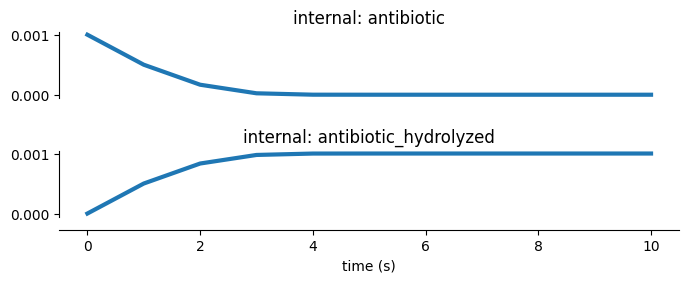 internal: antibiotic
0.001
0.000
internal: antibiotic_hydrolyzed
0.001
0.000
0 2 4 6 8 10
time (s)